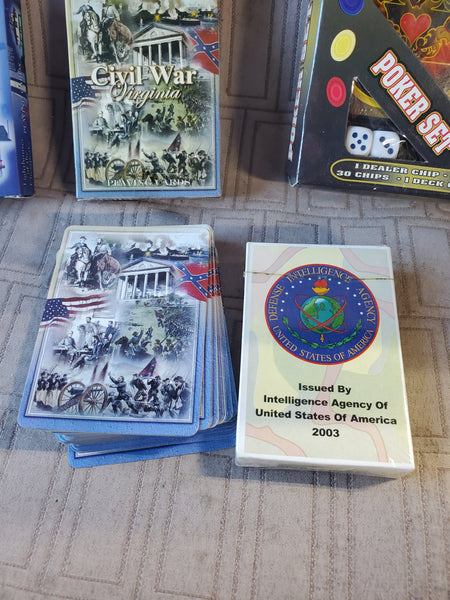 Civil War
Virginia
PLAYING CARDS
POKER SET
1 DEALER CHIP ·
30 CHIPS · 1 DECK
DEFENSE INTELLIGENCE AGENCY
UNITED STATES OF AMERICA
Issued By
Intelligence Agency Of
United States Of America
2003